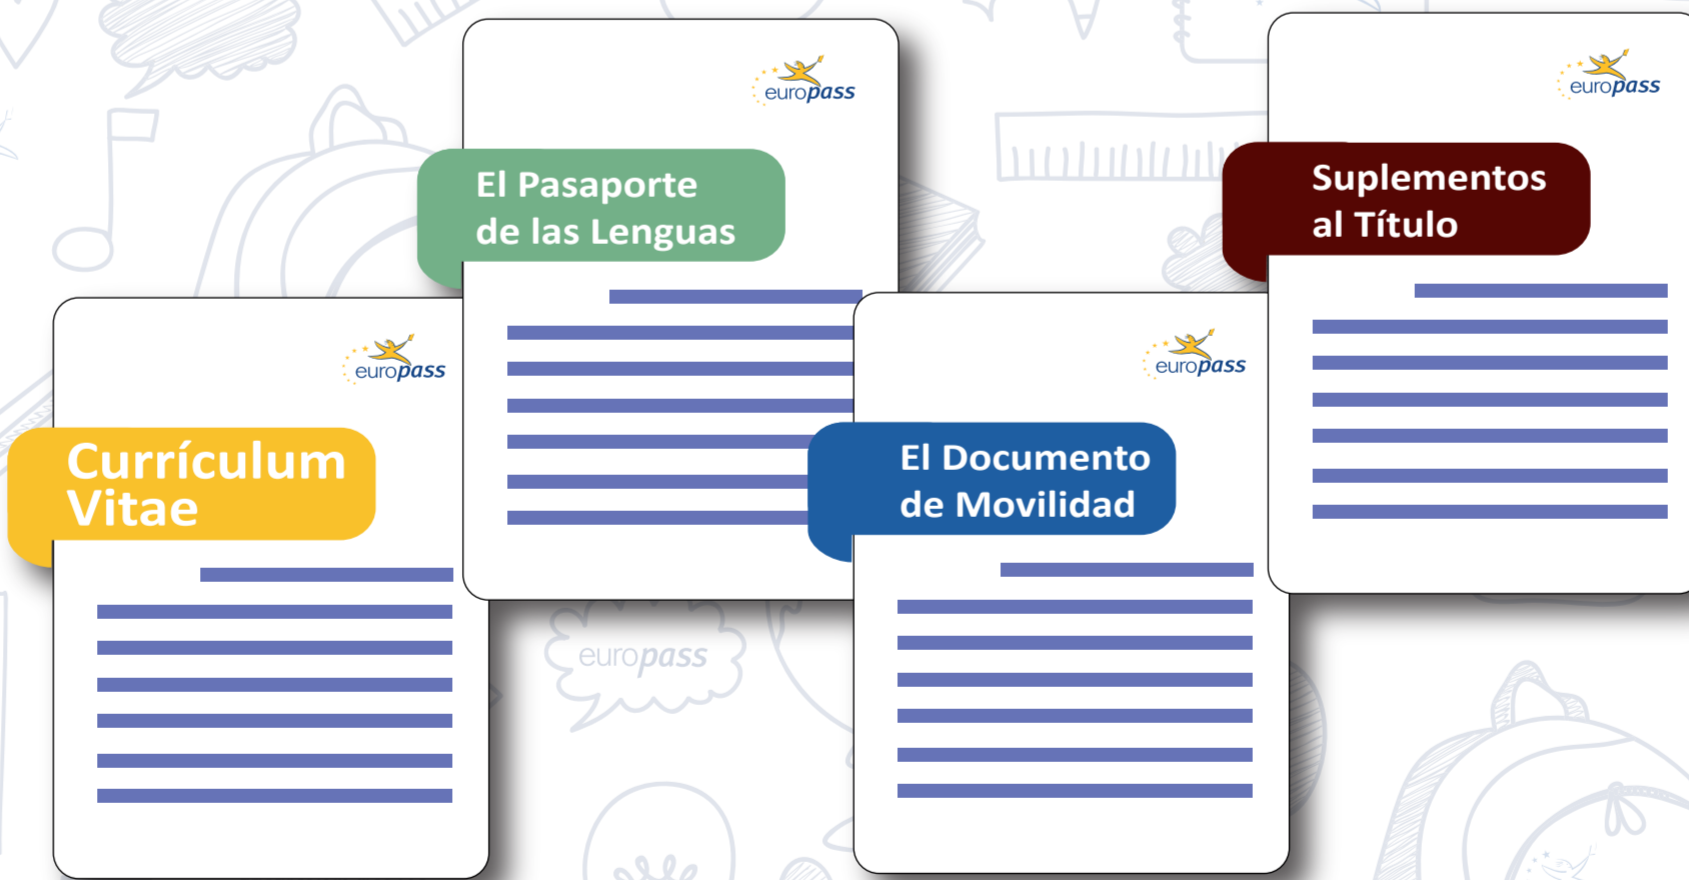 europass
Currículum
Vitae
europass
El Pasaporte
de las Lenguas
europass
europass
El Documento
de Movilidad
europass
Suplementos
al Título